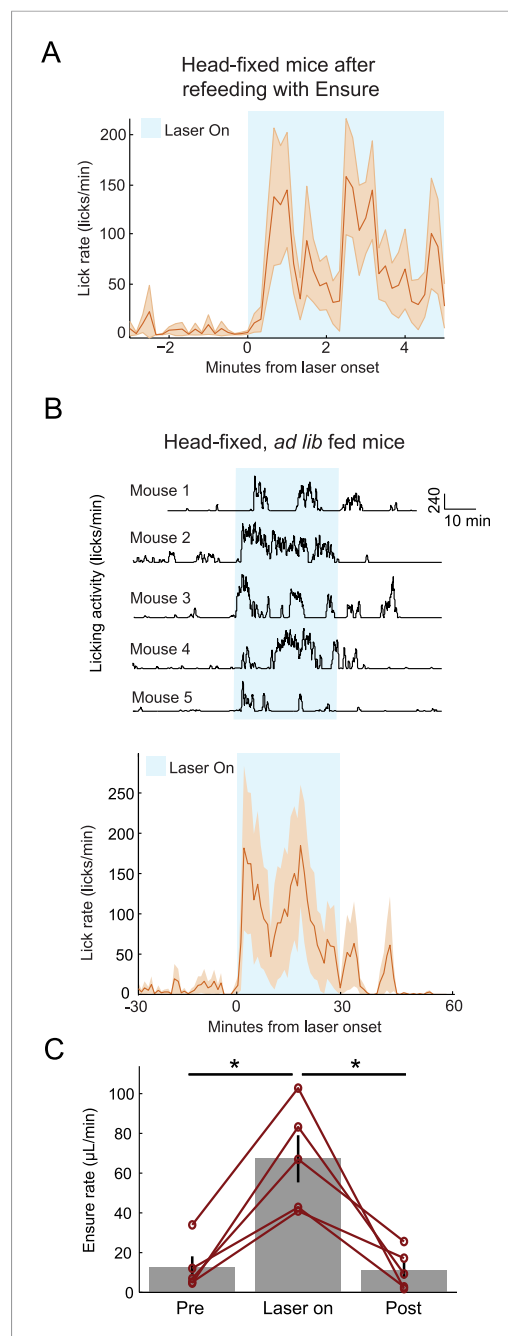 A
Head-fixed mice after
refeeding with Ensure
Laser On
Lick rate (licks/min)
200
150
100
50
0
−2
0
2
4
Minutes from laser onset
B
Head-fixed, ad lib fed mice
Licking activity (licks/min)
Mouse 1
Mouse 2
Mouse 3
Mouse 4
Mouse 5
240
10 min
Laser On
Lick rate (licks/min)
250
200
150
100
50
0
-30
0
30
60
Minutes from laser onset
C
Ensure rate (µL/min)
100
80
60
40
20
0
*
*
Pre
Laser on
Post